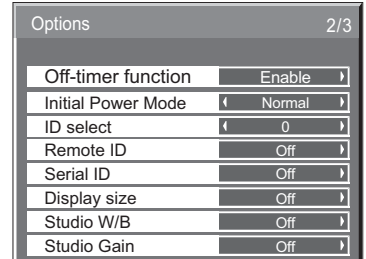 Options 2/3
Off-timer function Enable
Initial Power Mode Normal
ID select 0
Remote ID Off
Serial ID Off
Display size Off
Studio W/B Off
Studio Gain Off